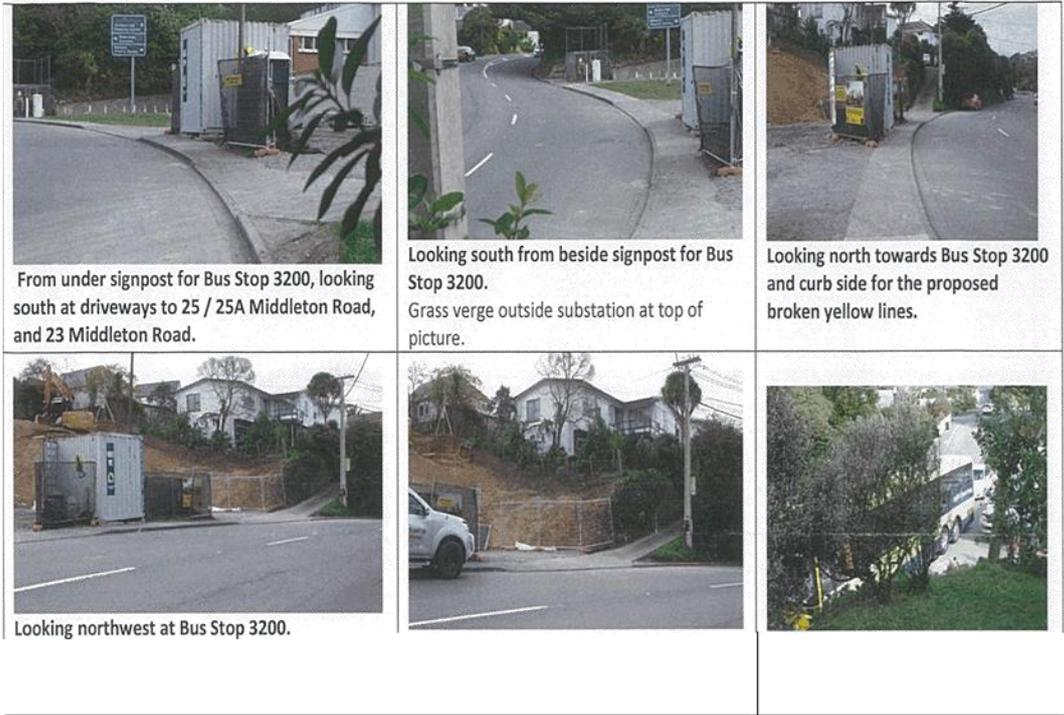 From under signpost for Bus Stop 3200, looking
south at driveways to 25 / 25A Middleton Road,
and 23 Middleton Road.
Looking south from beside signpost for Bus
Stop 3200.
Grass verge outside substation at top of
picture.
Looking north towards Bus Stop 3200
and curb side for the proposed
broken yellow lines.
Looking northwest at Bus Stop 3200.